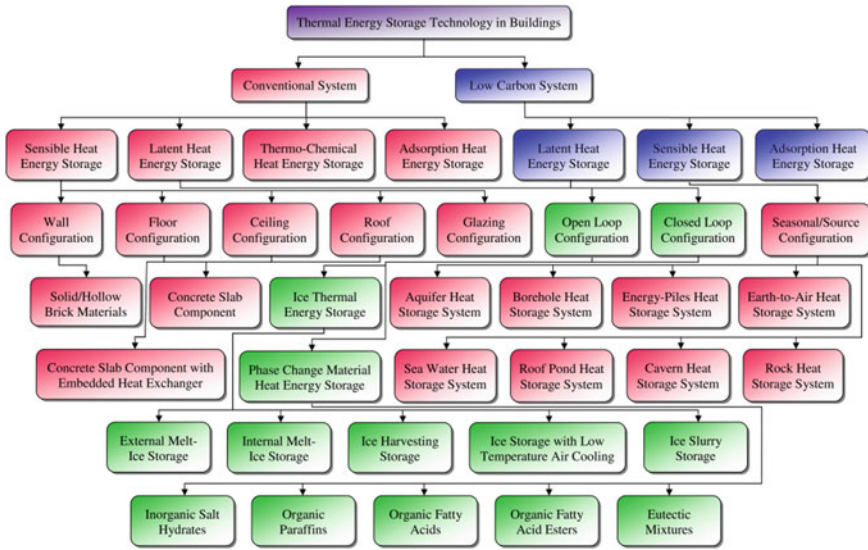 Thermal Energy Storage Technology in Buildings
Conventional System
Low Carbon System
Sensible Heat
Energy Storage
Latent Heat
Energy Storage
Thermo-Chemical
Heat Energy Storage
Adsorption Heat
Energy Storage
Latent Heat
Energy Storage
Sensible Heat
Energy Storage
Adsorption Heat
Energy Storage
Wall
Configuration
Floor
Configuration
Ceiling
Configuration
Roof
Configuration
Glazing
Configuration
Open Loop
Configuration
Closed Loop
Configuration
Seasonal/Source
Configuration
Solid/Hollow
Brick Materials
Concrete Slab
Component
Ice Thermal
Energy Storage
Aquifer Heat
Storage System
Borehole Heat
Storage System
Energy-Piles Heat
Storage System
Earth-to-Air Heat
Storage System
Concrete Slab Component with
Embedded Heat Exchanger
Phase Change Material
Heat Energy Storage
Sea Water Heat
Storage System
Roof Pond Heat
Storage System
Cavern Heat
Storage System
Rock Heat
Storage System
External Melt-
Ice Storage
Internal Melt-
Ice Storage
Ice Harvesting
Storage
Ice Storage with Low
Temperature Air Cooling
Ice Slurry
Storage
Inorganic Salt
Hydrates
Organic
Paraffins
Organic Fatty
Acids
Organic Fatty
Acid Esters
Eutectic
Mixtures